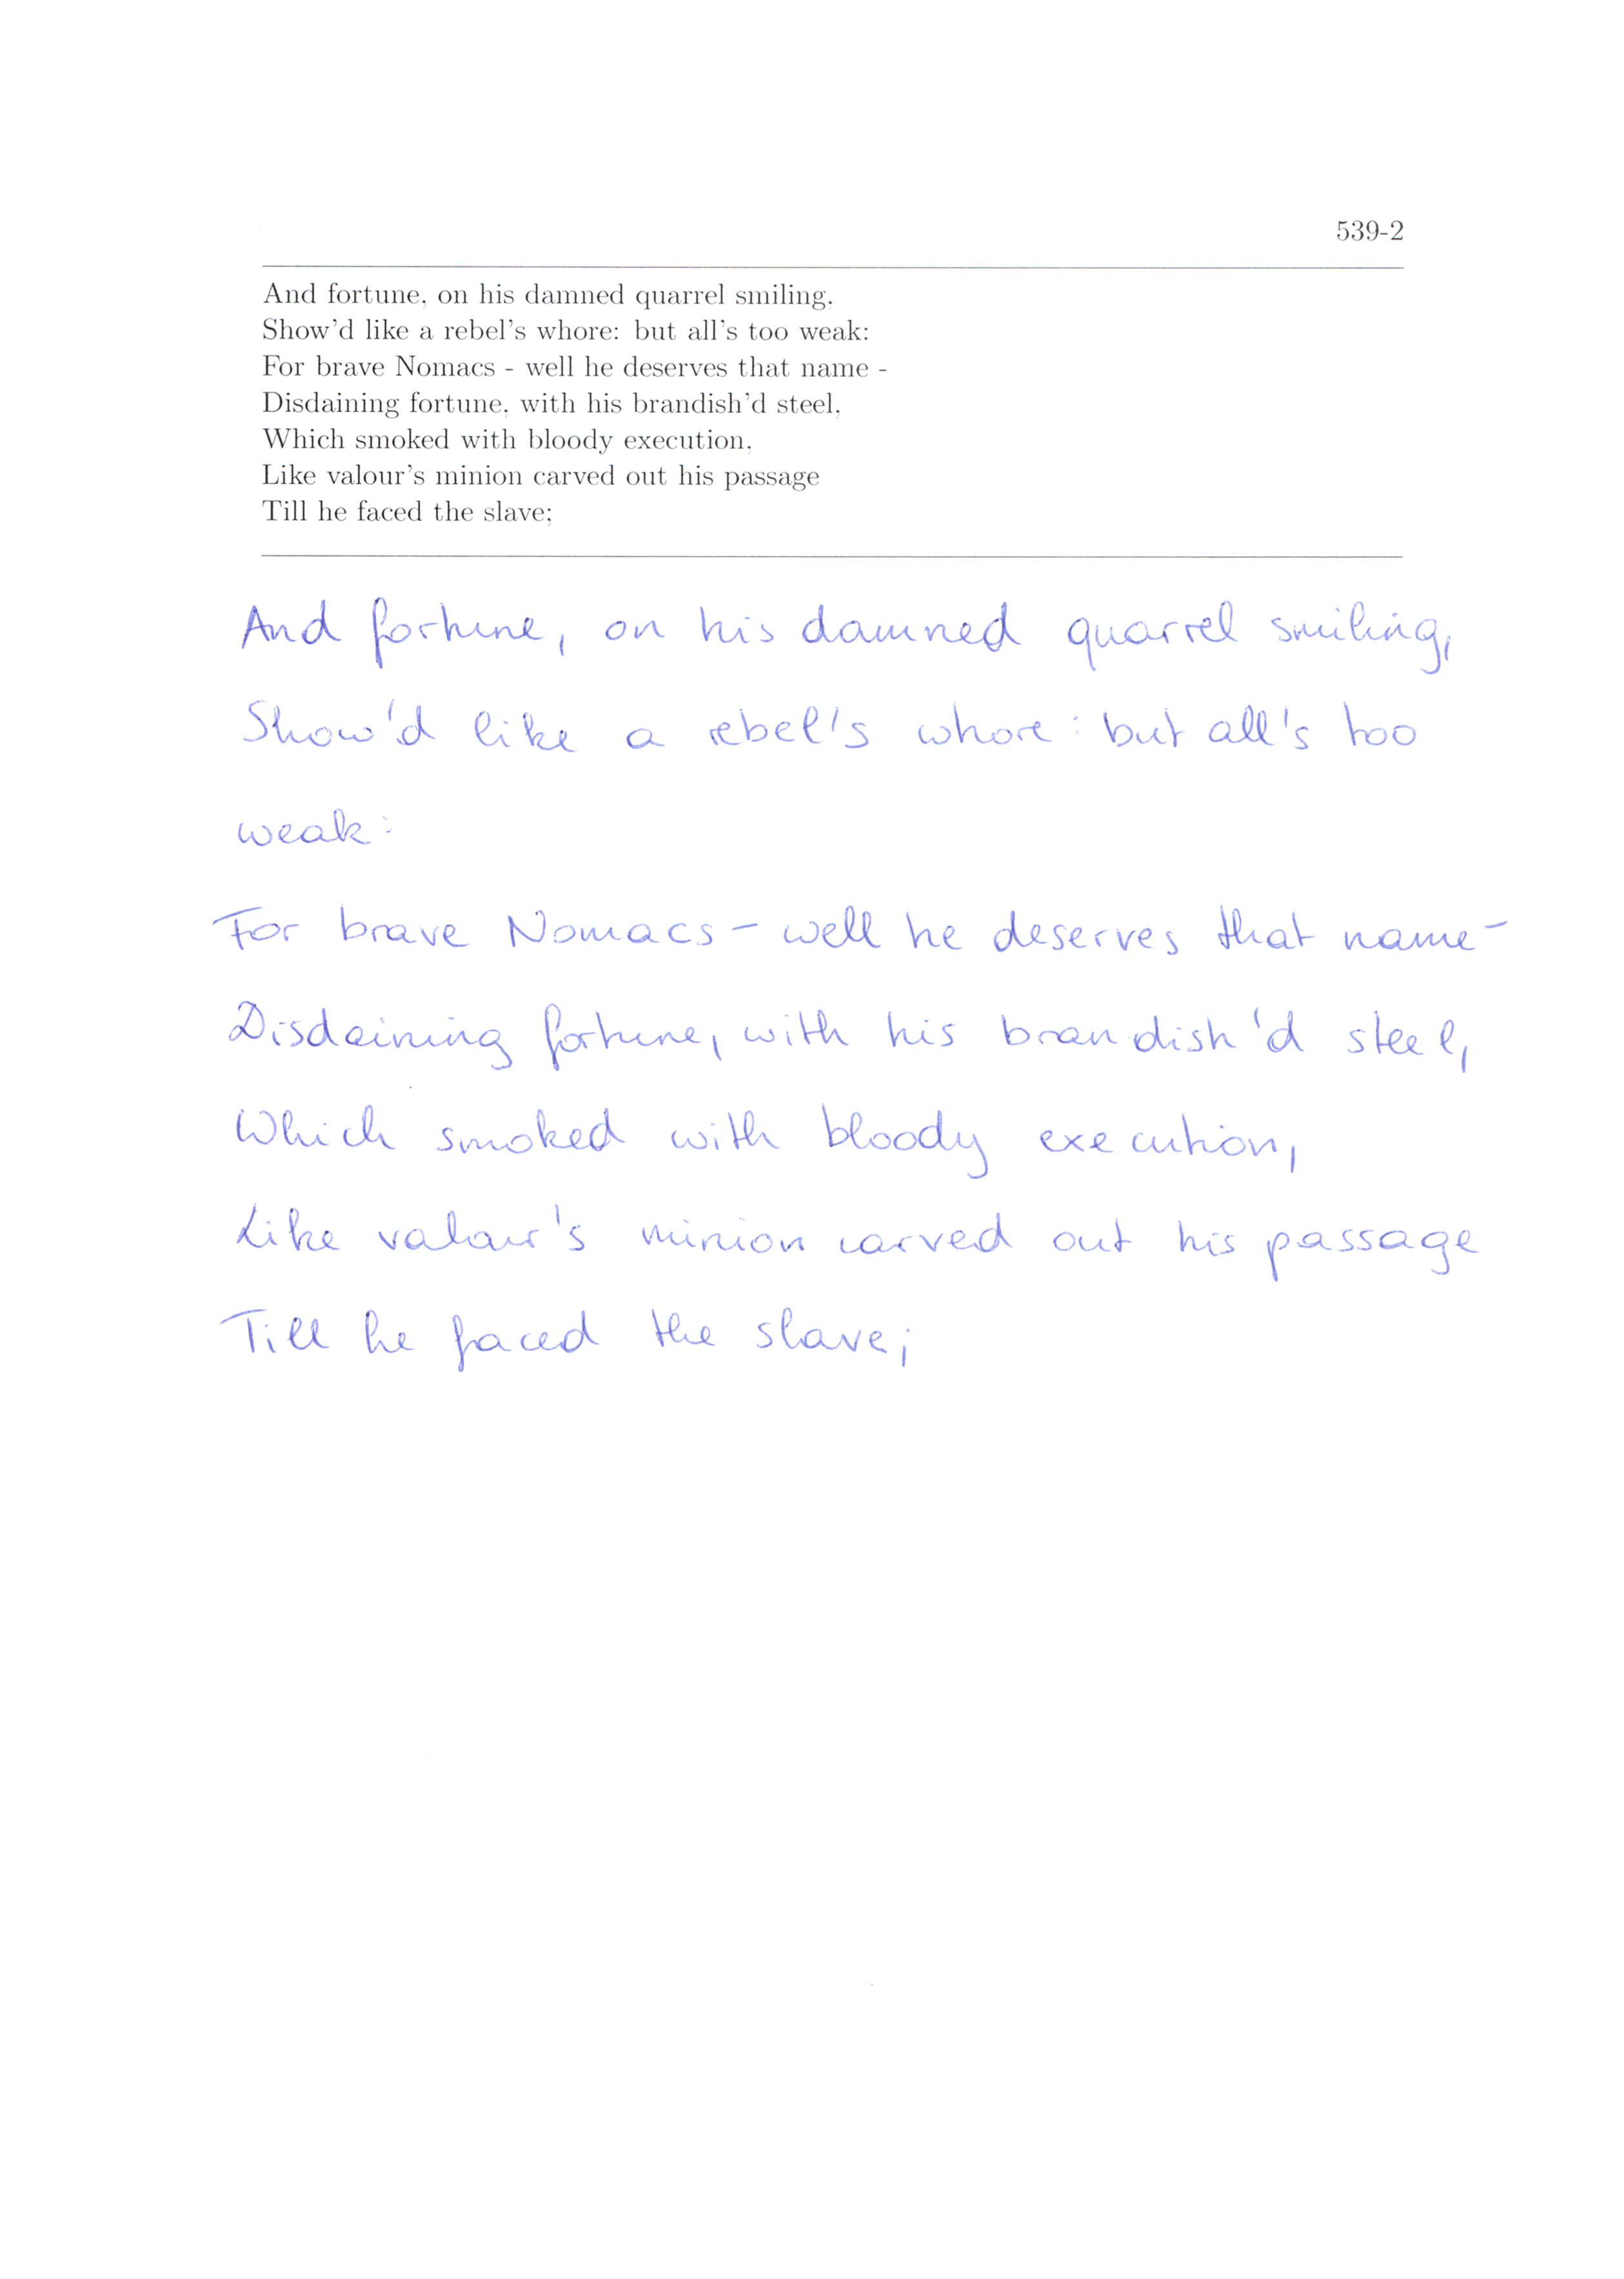 539-2
And fortune, on his damned quarrel smiling,
Show'd like a rebel's whore: but all's too weak:
For brave Nomacs - well he deserves that name -
Disdaining fortune, with his brandish'd steel,
Which smoked with bloody execution,
Like valour's minion carved out his passage
Till he faced the slave;
And fortune, on his damned quarrel smiling,
Show'd like a rebel's whore: but all's too
weak:
For brave Nomacs - well he deserves that name -
Disdaining fortune, with his brandish'd steel,
Which smoked with bloody execution,
Like valour's minion carved out his passage
Till he faced the slave;